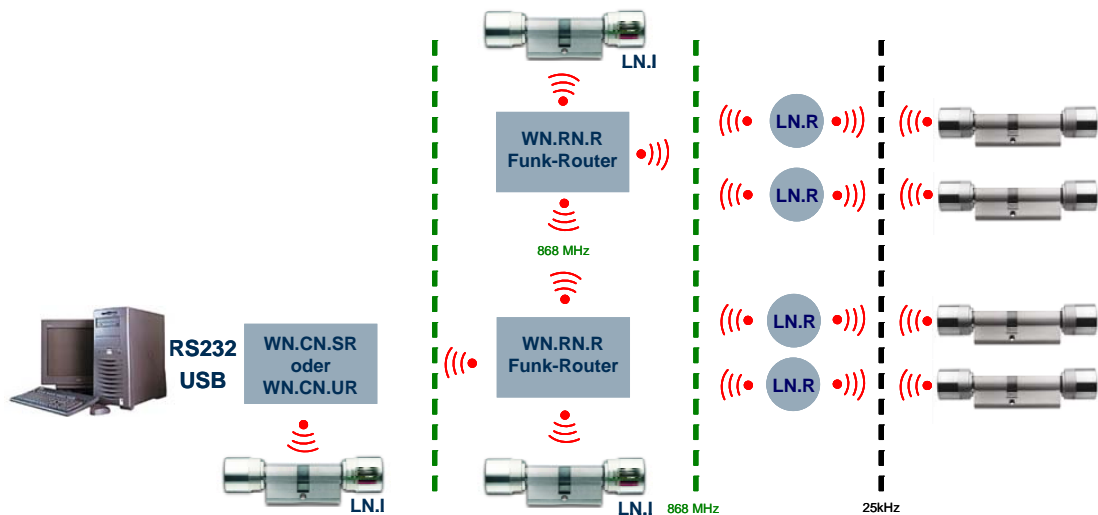 LN.I
WN.RN.R
Funk-Router
LN.R
LN.R
868 MHz
RS232
USB
WN.CN.SR
oder
WN.CN.UR
WN.RN.R
Funk-Router
LN.R
LN.R
LN.I
LN.I
868 MHz
25kHz